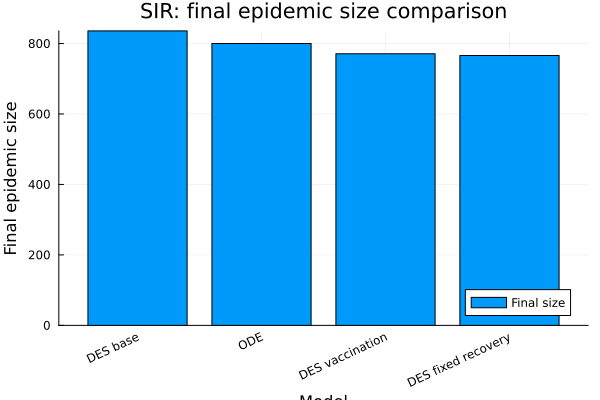 SIR: final epidemic size comparison
Final epidemic size
800
600
400
200
0
Final size
DES base
ODE
DES vaccination
DES fixed recovery
Model